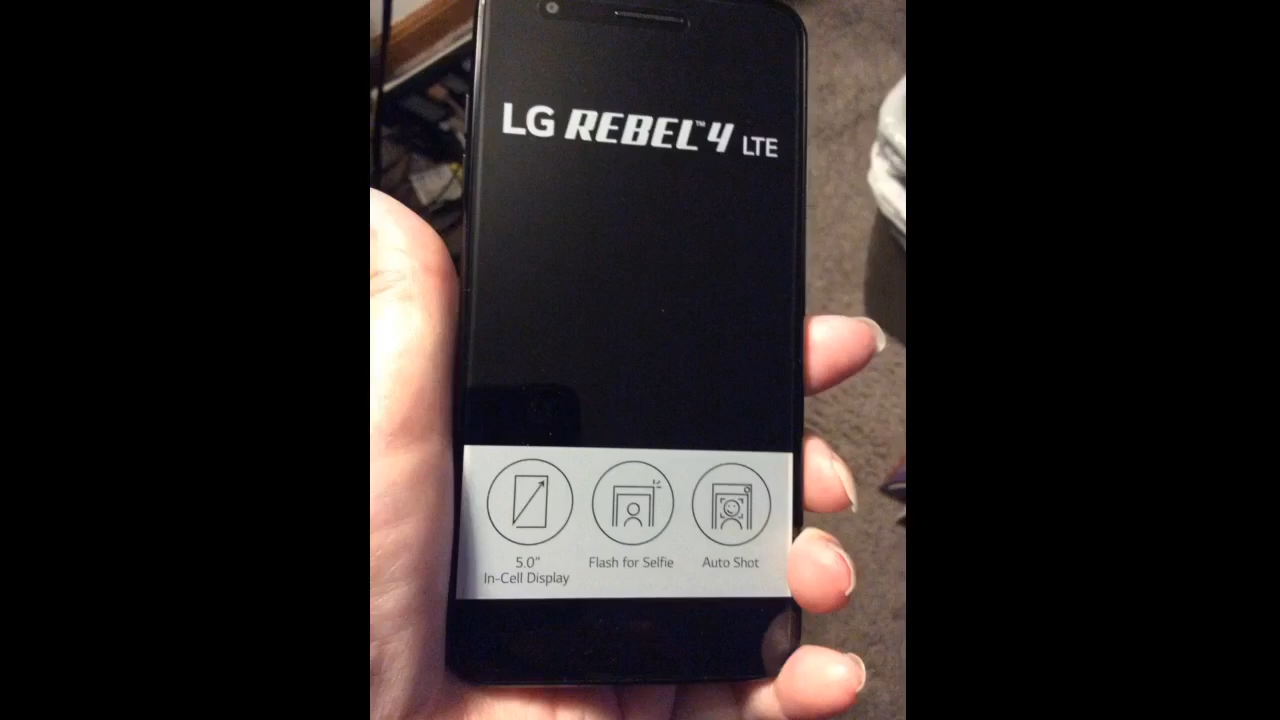 LG REBEL™4 LTE
5.0"
In-Cell Display
Flash for Selfie
Auto Shot